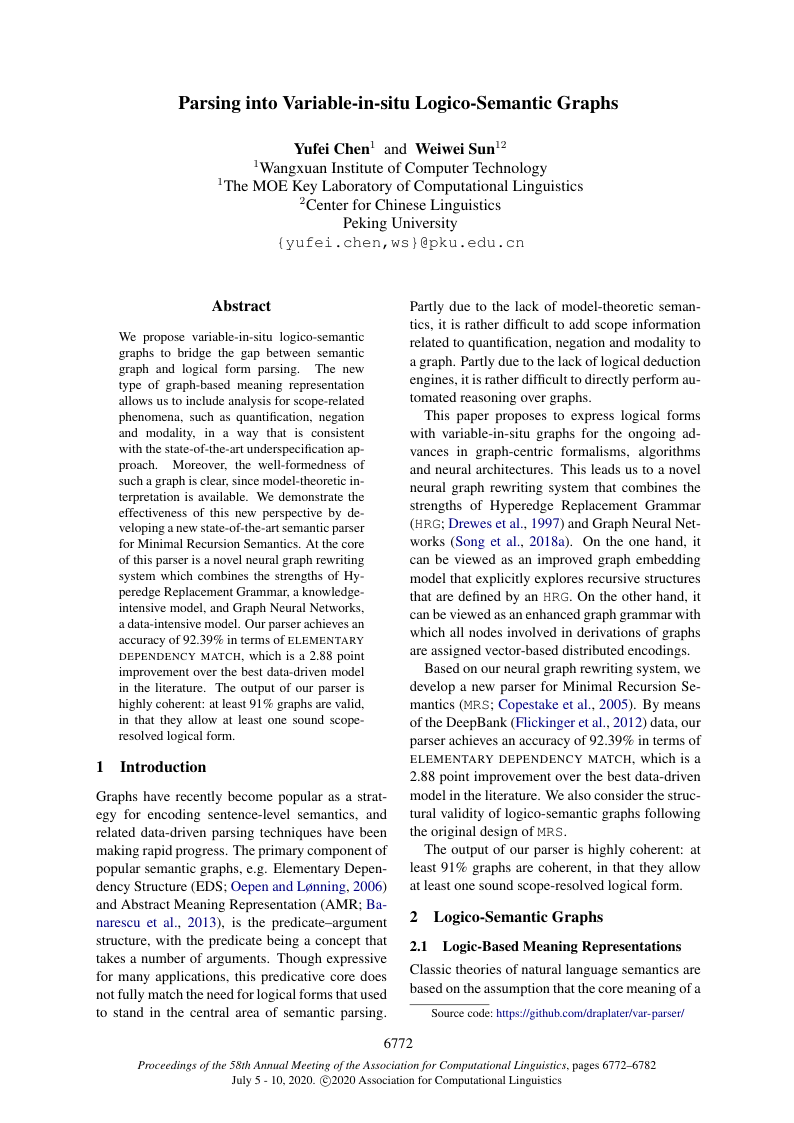 Parsing into Variable-in-situ Logico-Semantic Graphs
Yufei Chen1 and Weiwei Sun12
1Wangxuan Institute of Computer Technology
1The MOE Key Laboratory of Computational Linguistics
2Center for Chinese Linguistics
Peking University
{yufei.chen,ws}@pku.edu.cn
Abstract
We propose variable-in-situ logico-semantic
graphs to bridge the gap between semantic
graph and logical form parsing. The new
type of graph-based meaning representation
allows us to include analysis for scope-related
phenomena, such as quantification, negation
and modality, in a way that is consistent
with the state-of-the-art underspecification ap-
proach. Moreover, the well-formedness of
such a graph is clear, since model-theoretic in-
terpretation is available. We demonstrate the
effectiveness of this new perspective by de-
veloping a new state-of-the-art semantic parser
for Minimal Recursion Semantics. At the core
of this parser is a novel neural graph rewriting
system which combines the strengths of Hy-
peredge Replacement Grammar, a knowledge-
intensive model, and Graph Neural Networks,
a data-intensive model. Our parser achieves an
accuracy of 92.39% in terms of ELEMENTARY
DEPENDENCY MATCH, which is a 2.88 point
improvement over the best data-driven model
in the literature. The output of our parser is
highly coherent: at least 91% graphs are valid,
in that they allow at least one sound scope-
resolved logical form.
1 Introduction
Graphs have recently become popular as a strat-
egy for encoding sentence-level semantics, and
related data-driven parsing techniques have been
making rapid progress. The primary component of
popular semantic graphs, e.g. Elementary Depen-
dency Structure (EDS; Oepen and Lønning, 2006)
and Abstract Meaning Representation (AMR; Ba-
narescu et al., 2013), is the predicate–argument
structure, with the predicate being a concept that
takes a number of arguments. Though expressive
for many applications, this predicative core does
not fully match the need for logical forms that used
to stand in the central area of semantic parsing.
Partly due to the lack of model-theoretic seman-
tics, it is rather difficult to add scope information
related to quantification, negation and modality to
a graph. Partly due to the lack of logical deduction
engines, it is rather difficult to directly perform au-
tomated reasoning over graphs.
This paper proposes to express logical forms
with variable-in-situ graphs for the ongoing ad-
vances in graph-centric formalisms, algorithms
and neural architectures. This leads us to a novel
neural graph rewriting system that combines the
strengths of Hyperedge Replacement Grammar
(HRG; Drewes et al., 1997) and Graph Neural Net-
works (Song et al., 2018a). On the one hand, it
can be viewed as an improved graph embedding
model that explicitly explores recursive structures
that are defined by an HRG. On the other hand, it
can be viewed as an enhanced graph grammar with
which all nodes involved in derivations of graphs
are assigned vector-based distributed encodings.
Based on our neural graph rewriting system, we
develop a new parser for Minimal Recursion Se-
mantics (MRS; Copestake et al., 2005). By means
of the DeepBank (Flickinger et al., 2012) data, our
parser achieves an accuracy of 92.39% in terms of
ELEMENTARY DEPENDENCY MATCH, which is a
2.88 point improvement over the best data-driven
model in the literature. We also consider the struc-
tural validity of logico-semantic graphs following
the original design of MRS.
The output of our parser is highly coherent: at
least 91% graphs are coherent, in that they allow
at least one sound scope-resolved logical form.
2 Logico-Semantic Graphs
2.1 Logic-Based Meaning Representations
Classic theories of natural language semantics are
based on the assumption that the core meaning of a
Source code: https://github.com/draplater/var-parser/
6772
Proceedings of the 58th Annual Meeting of the Association for Computational Linguistics, pages 6772–6782
July 5 - 10, 2020. ©2020 Association for Computational Linguistics